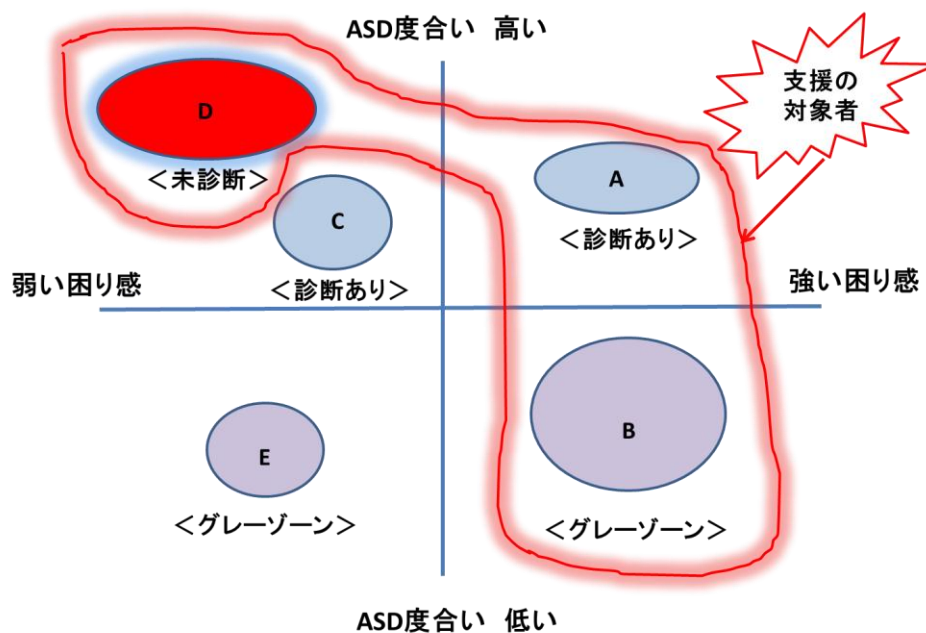 ASD度合い 高い
支援の
対象者
D
＜未診断＞
A
C
＜診断あり＞
＜診断あり＞
弱い困り感
強い困り感
B
E
＜グレーゾーン＞
＜グレーゾーン＞
ASD度合い 低い